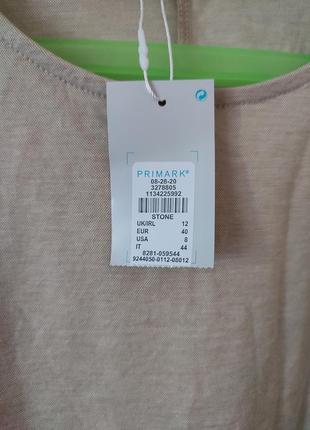 PRIMARK®
08-28-20
3278805
1134225992
STONE
UK/IRL 12
EUR 40
USA 8
IT 44
8281-059544
9244050-0112-08012